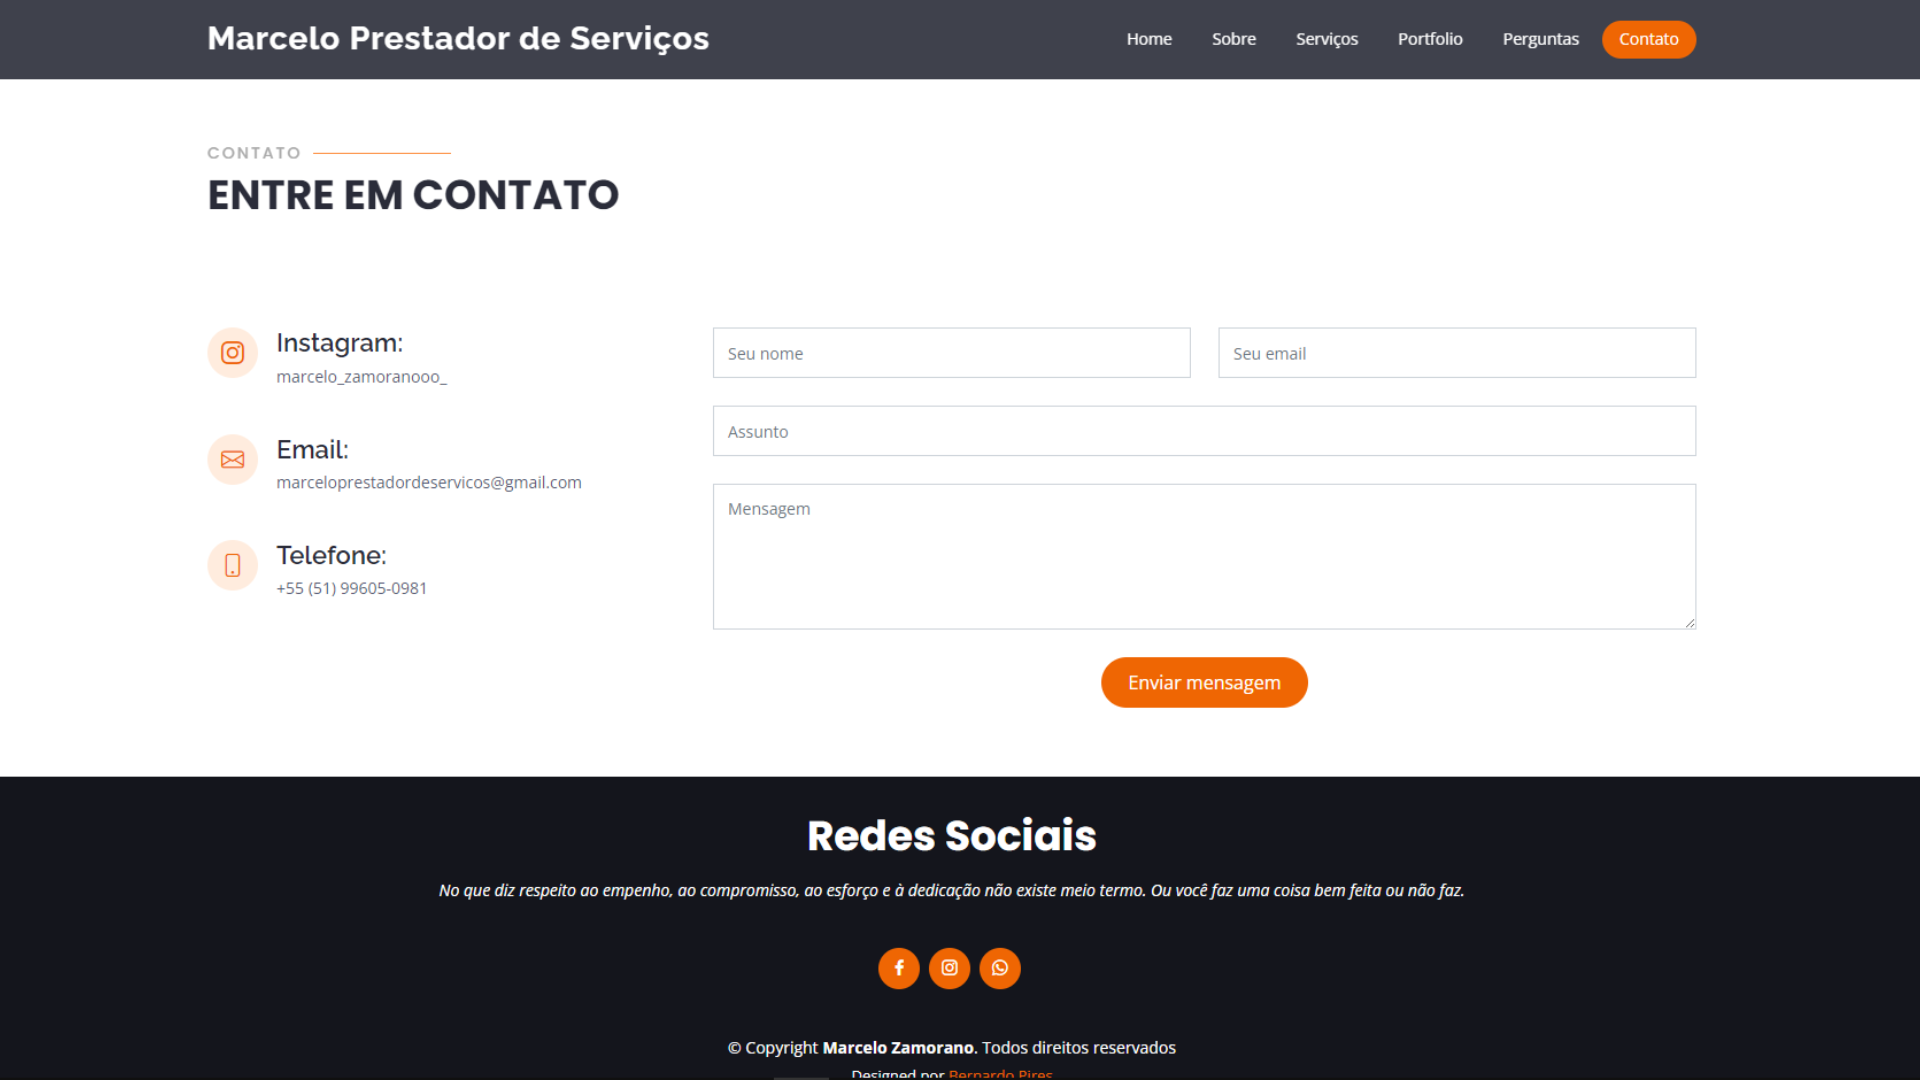 Marcelo Prestador de Serviços
Home Sobre Serviços Portfolio Perguntas Contato
CONTATO
ENTRE EM CONTATO
Instagram:
marcelo_zamoranooo_
Email:
marceloprestadordeservicos@gmail.com
Telefone:
+55 (51) 99605-0981
Seu nome
Seu email
Assunto
Mensagem
Enviar mensagem
Redes Sociais
No que diz respeito ao empenho, ao compromisso, ao esforço e à dedicação não existe meio termo. Ou você faz uma coisa bem feita ou não faz.
© Copyright Marcelo Zamorano. Todos direitos reservados
Designed por Bernardo Pires